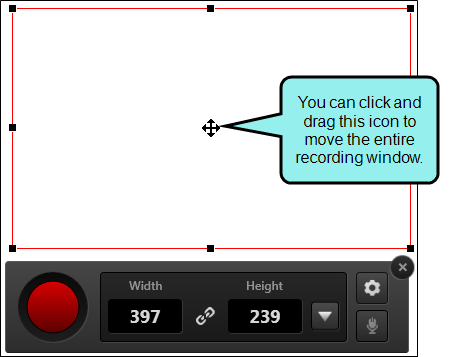 You can click and
drag this icon to
move the entire
recording window.
Width
Height
397
239